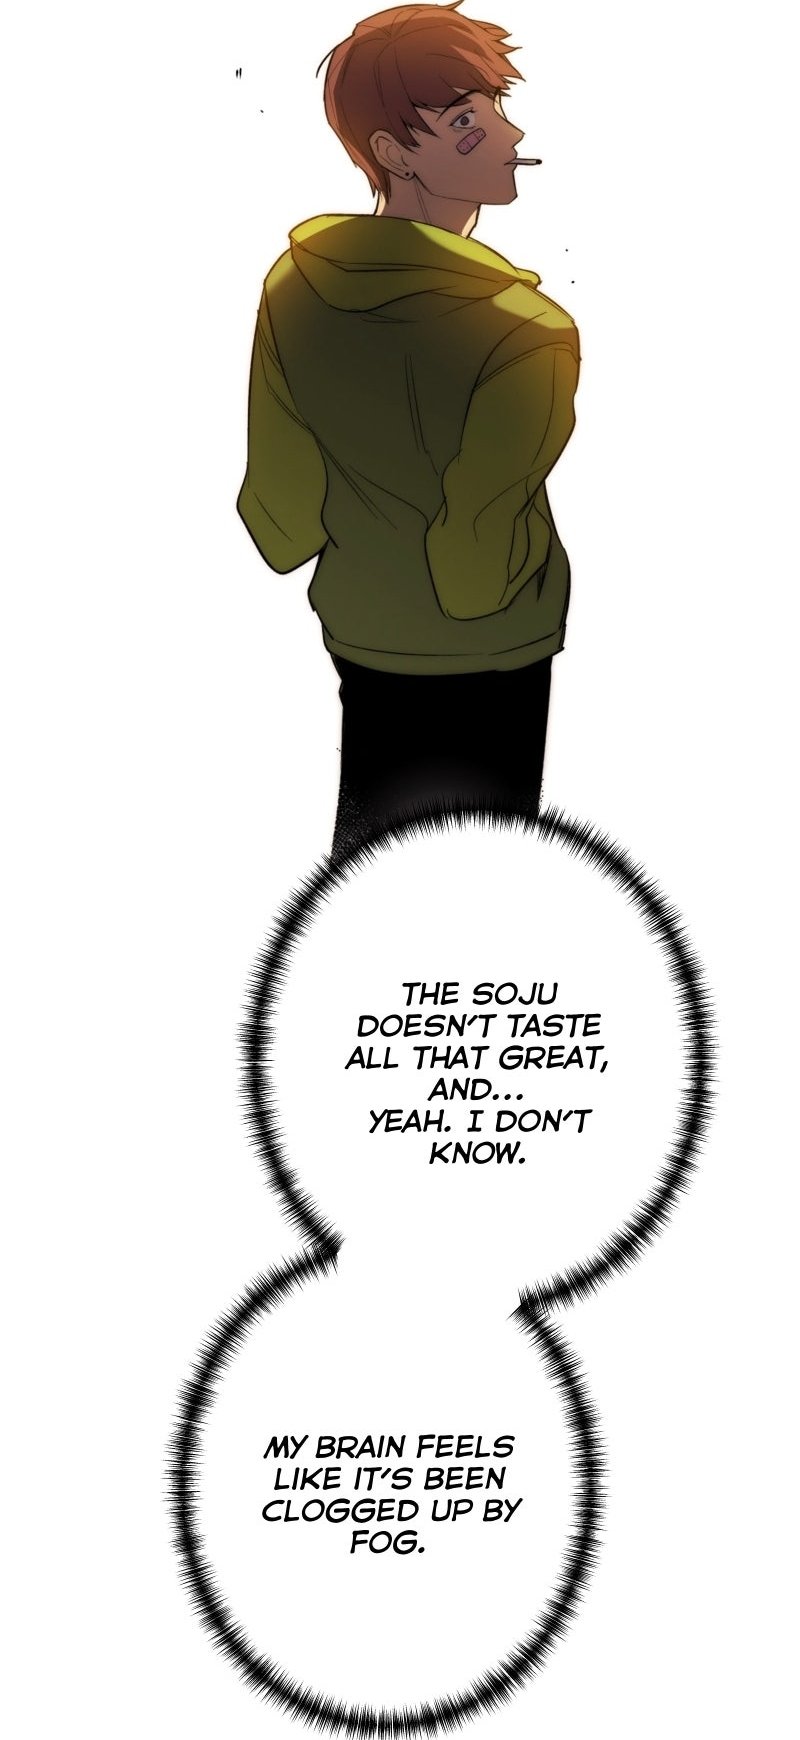 THE SOJU
DOESN'T TASTE
ALL THAT GREAT,
AND...
YEAH. I DON'T
KNOW.
MY BRAIN FEELS
LIKE IT'S BEEN
CLOGGED UP BY
FOG.